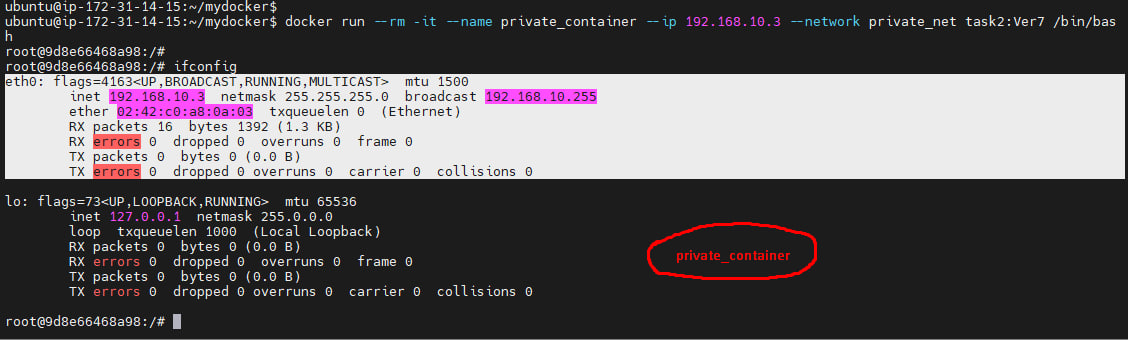 ubuntu@ip-172-31-14-15:~/mydocker$
ubuntu@ip-172-31-14-15:~/mydocker$ docker run --rm -it --name private_container --ip 192.168.10.3 --network private_net task2:Ver7 /bin/bas
h
root@9d8e66468a98:/#
root@9d8e66468a98:/# ifconfig
eth0: flags=4163<UP,BROADCAST,RUNNING,MULTICAST>  mtu 1500
        inet 192.168.10.3  netmask 255.255.255.0  broadcast 192.168.10.255
        ether 02:42:c0:a8:0a:03  txqueuelen 0  (Ethernet)
        RX packets 16  bytes 1392 (1.3 KB)
        RX errors 0  dropped 0  overruns 0  frame 0
        TX packets 0  bytes 0 (0.0 B)
        TX errors 0  dropped 0 overruns 0  carrier 0  collisions 0
lo: flags=73<UP,LOOPBACK,RUNNING>  mtu 65536
        inet 127.0.0.1  netmask 255.0.0.0
        loop  txqueuelen 1000  (Local Loopback)
        RX packets 0  bytes 0 (0.0 B)
        RX errors 0  dropped 0  overruns 0  frame 0
        TX packets 0  bytes 0 (0.0 B)
        TX errors 0  dropped 0 overruns 0  carrier 0  collisions 0
private_container
root@9d8e66468a98:/#